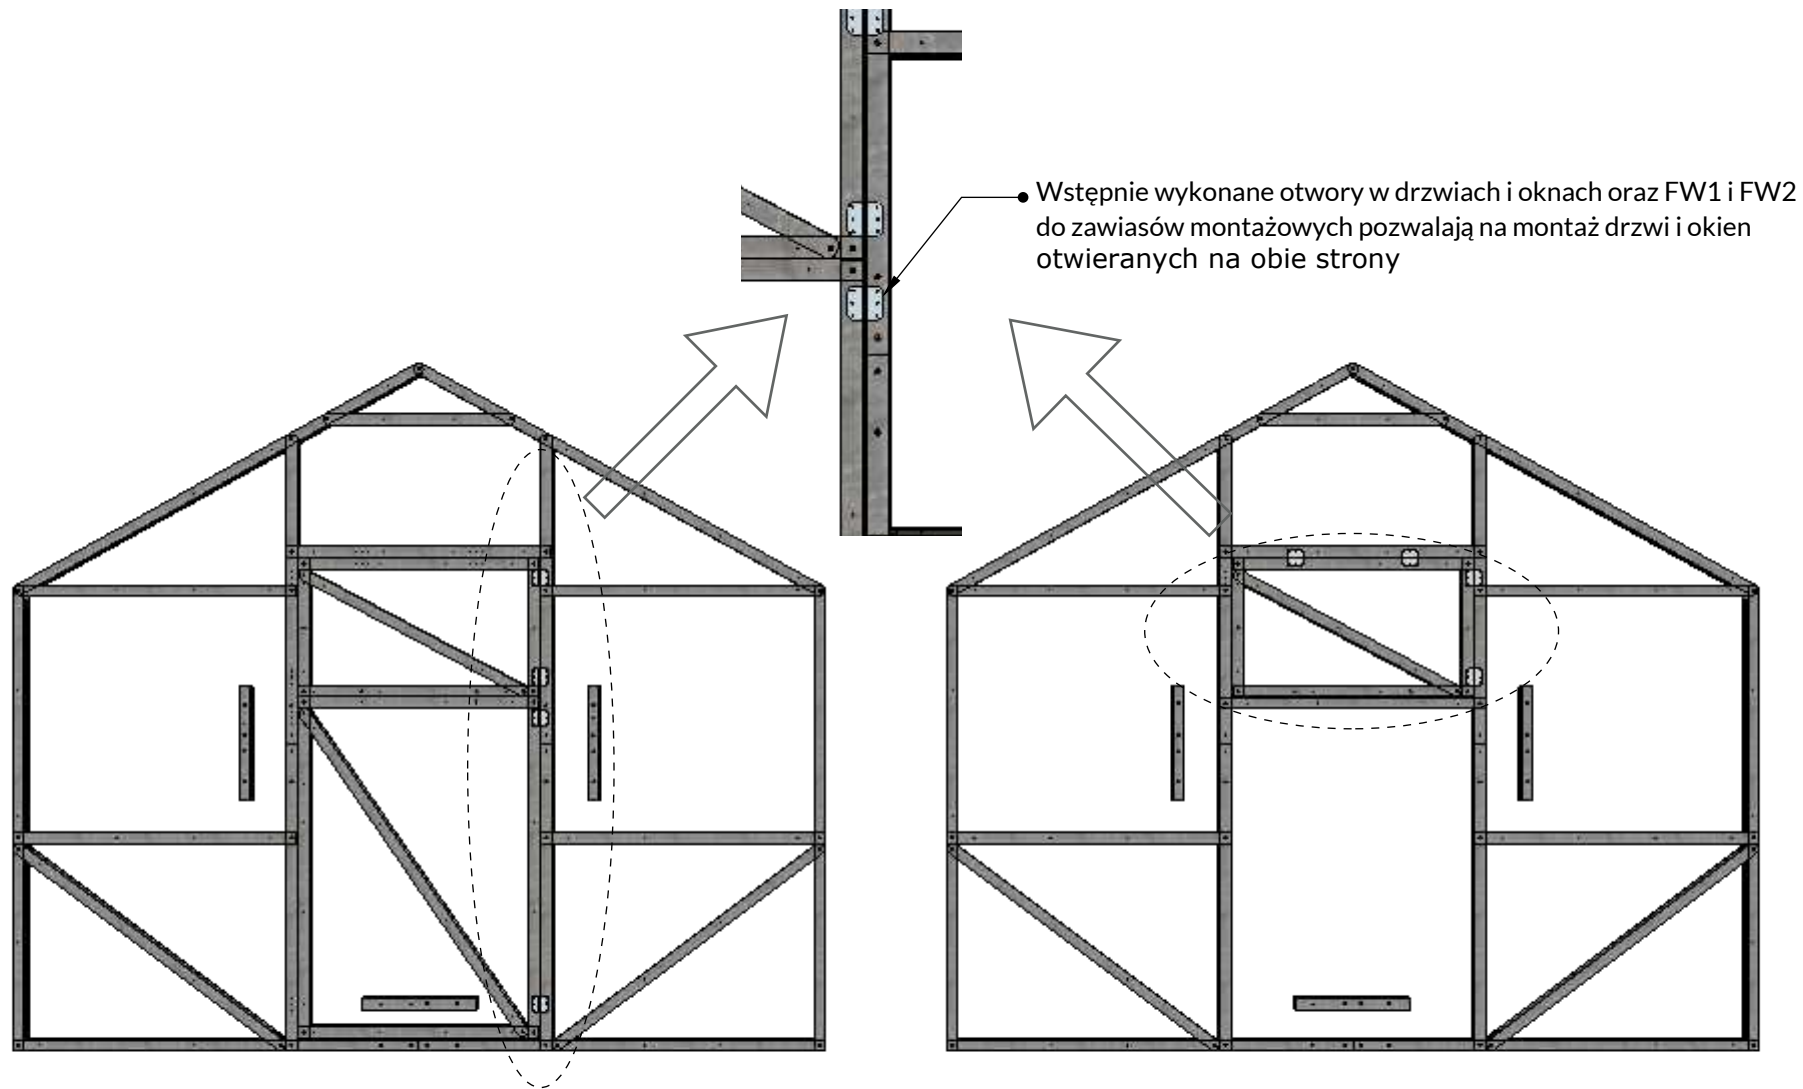 Wstępnie wykonane otwory w drzwiach i oknach oraz FW1 i FW2
do zawiasów montażowych pozwalają na montaż drzwi i okien
otwieranych na obie strony